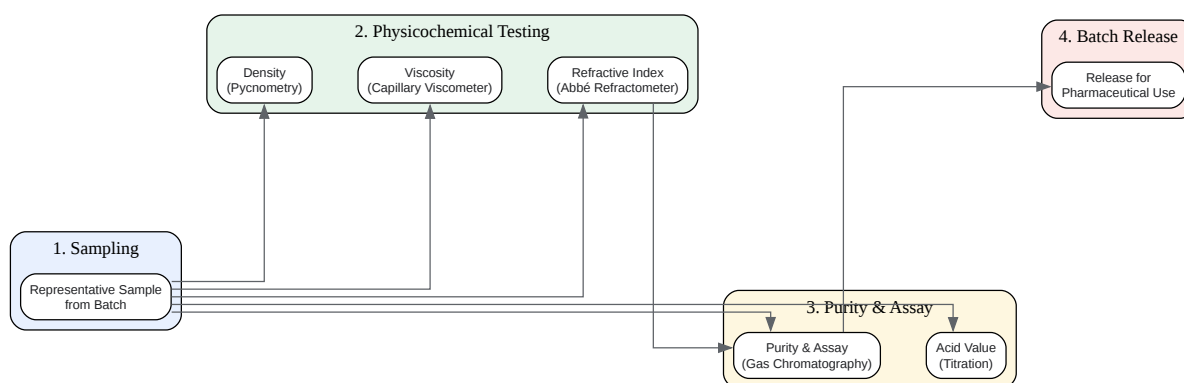 1. Sampling
Representative Sample
from Batch
2. Physicochemical Testing
Density
(Pycnometry)
Viscosity
(Capillary Viscometer)
Refractive Index
(Abbé Refractometer)
3. Purity & Assay
Purity & Assay
(Gas Chromatography)
Acid Value
(Titration)
4. Batch Release
Release for
Pharmaceutical Use